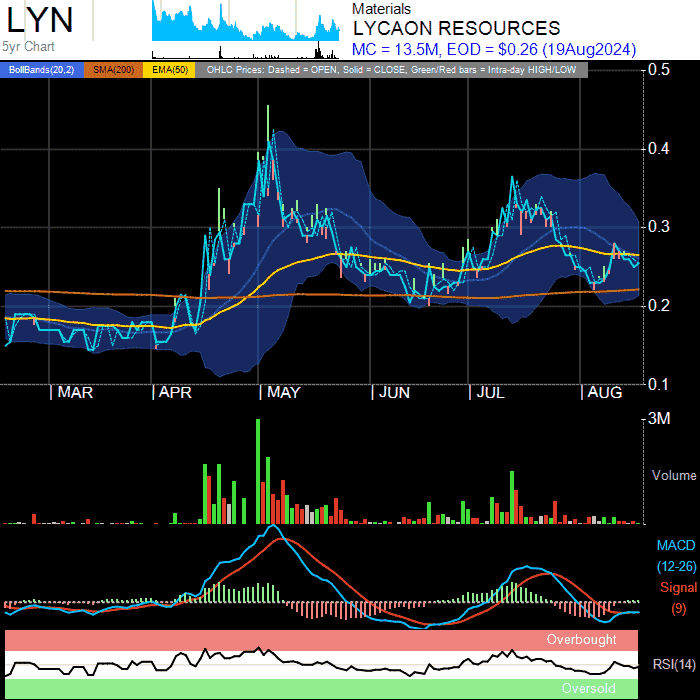 LYN
5yr Chart
Materials
LYCAON RESOURCES
MC = 13.5M, EOD = $0.26 (19Aug2024)
BollBands(20,2) SMA(200) EMA(50) OHLC Prices: Dashed = OPEN, Solid = CLOSE, Green/Red bars = Intra-day HIGH/LOW
0.5
0.4
0.3
0.2
0.1
MAR APR MAY JUN JUL AUG
3M
Volume
MACD
(12-26)
Signal
(9)
Overbought
RSI(14)
Oversold